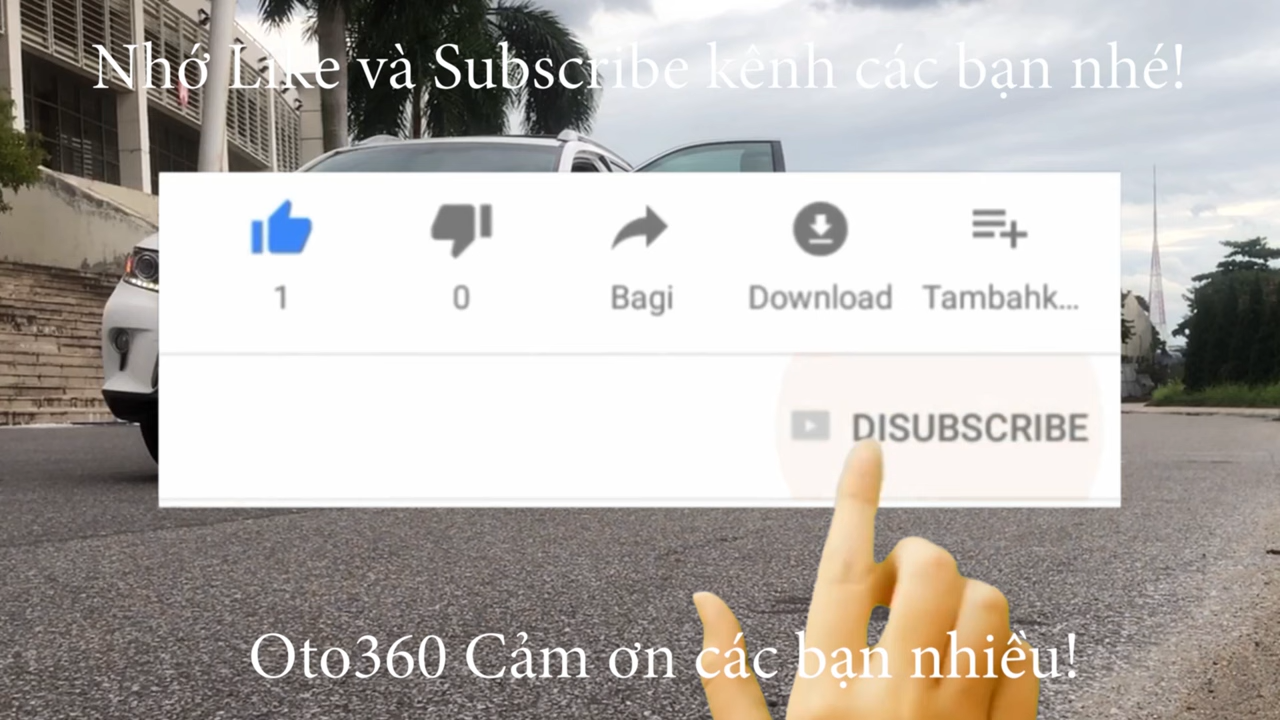 Nhớ Like và Subscribe kênh các bạn nhé!
1 0 Bagi Download Tambahk...
DISUBSCRIBE
Oto360 Cảm ơn các bạn nhiều!